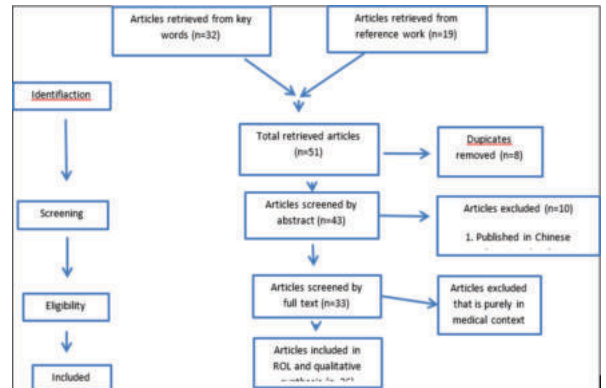 Articles retrieved from key
words (n=32)
Articles retrieved from
reference work (n=19)
Identifiaction
Total retrieved articles
(n=51)
Dupicates
removed (n=8)
Screening
Articles screened by
abstract (n=43)
Articles excluded (n=10)
1. Published in Chinese
Eligibility
Articles screened by
full text (n=33)
Articles excluded
that is purely in
medical context
Included
Articles included in
ROL and qualitative